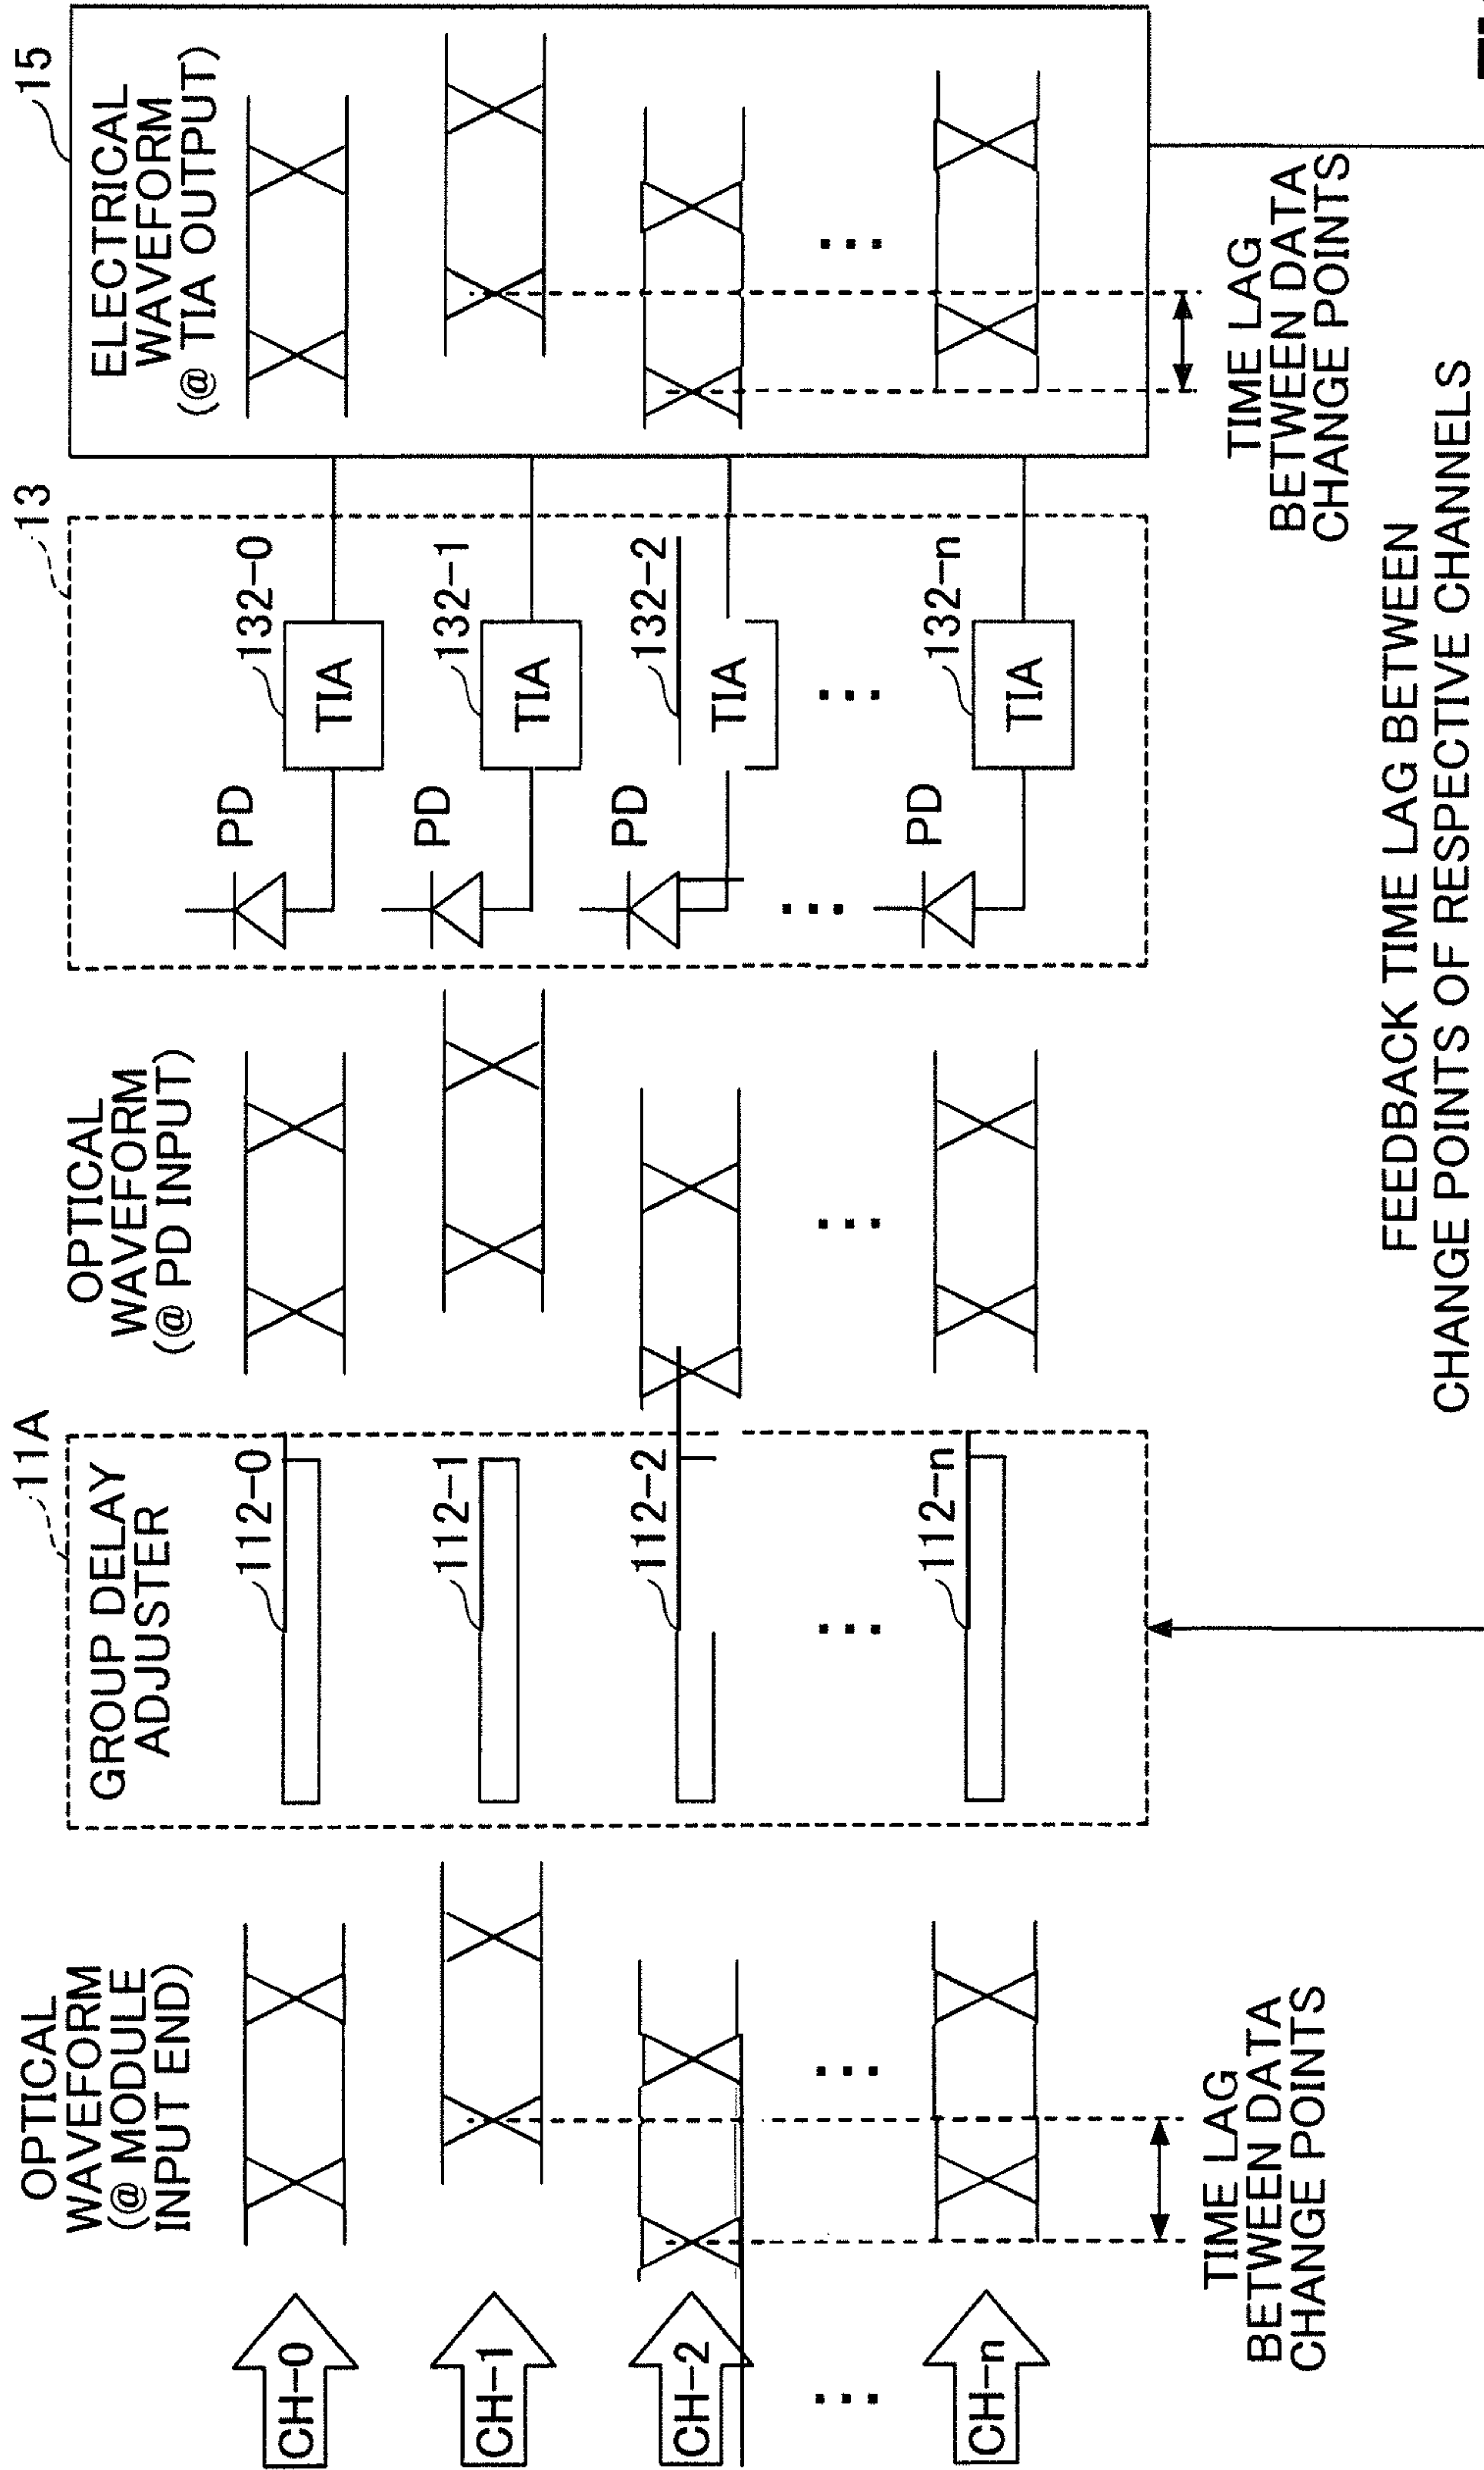 OPTICAL
WAVEFORM
(@ MODULE
INPUT END)
CH-0
CH-1
CH-2
CH-n
TIME LAG
BETWEEN DATA
CHANGE POINTS
11A
GROUP DELAY
ADJUSTER
112-0
112-1
112-2
112-n
OPTICAL
WAVEFORM
(@ PD INPUT)
13
PD
132-0
TIA
PD
132-1
TIA
PD
132-2
TIA
PD
132-n
TIA
15
ELECTRICAL
WAVEFORM
(@ TIA OUTPUT)
TIME LAG
BETWEEN DATA
CHANGE POINTS
FEEDBACK TIME LAG BETWEEN
CHANGE POINTS OF RESPECTIVE CHANNELS